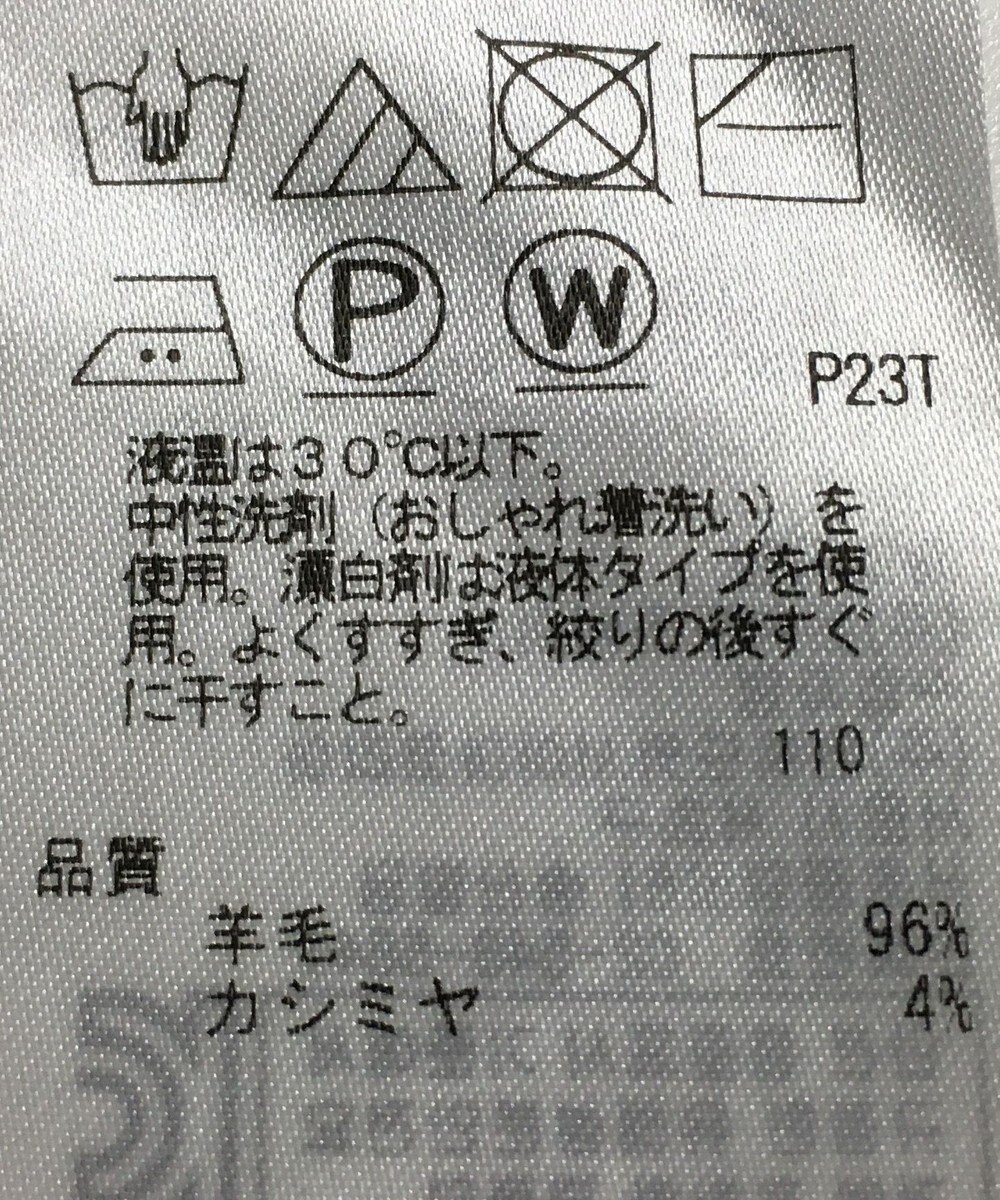 P
W
P23T
液温は30℃以下。
中性洗剤（おしゃれ着洗い）を
使用。漂白剤は液体タイプを使
用。よくすすぎ、絞りの後すぐ
に干すこと。
110
品質
羊毛 96%
カシミヤ 4%